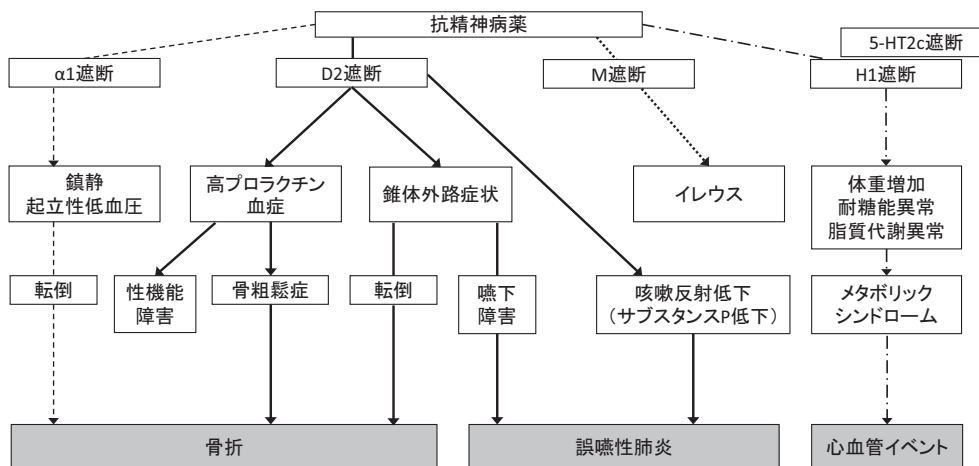 抗精神病薬
5-HT2c遮断
α1遮断
D2遮断
M遮断
H1遮断
鎮静
起立性低血圧
高プロラクチン
血症
錐体外路症状
イレウス
体重増加
耐糖能異常
脂質代謝異常
転倒
性機能
障害
骨粗鬆症
転倒
嚥下
障害
咳嗽反射低下
（サブスタンスP低下）
メタボリック
シンドローム
骨折
誤嚥性肺炎
心血管イベント